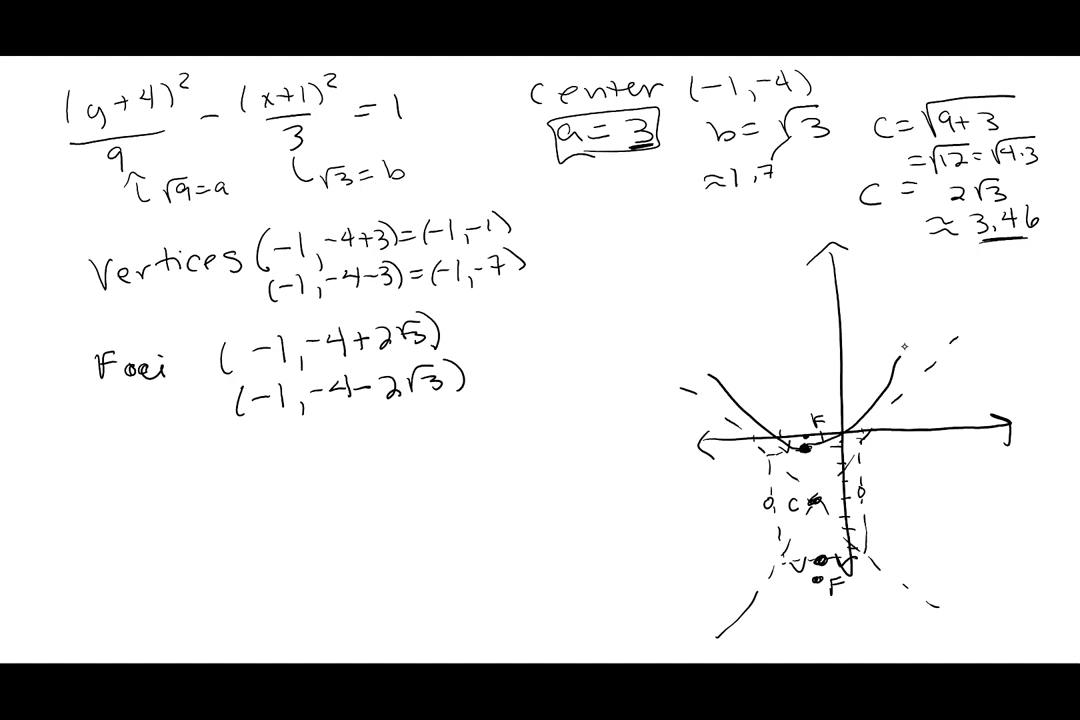 (y+4)²/9 - (x+1)²/3 = 1
√9 = a
√3 = b
Center (-1, -4)
a = 3
b = √3
≈ 1.7
c = √9+3
= √12 = √4·3
c = 2√3
≈ 3.46
Vertices (-1, -4+3) = (-1, -1)
(-1, -4-3) = (-1, -7)
Foci (-1, -4+2√3)
(-1, -4-2√3)
F
V
C
V
F